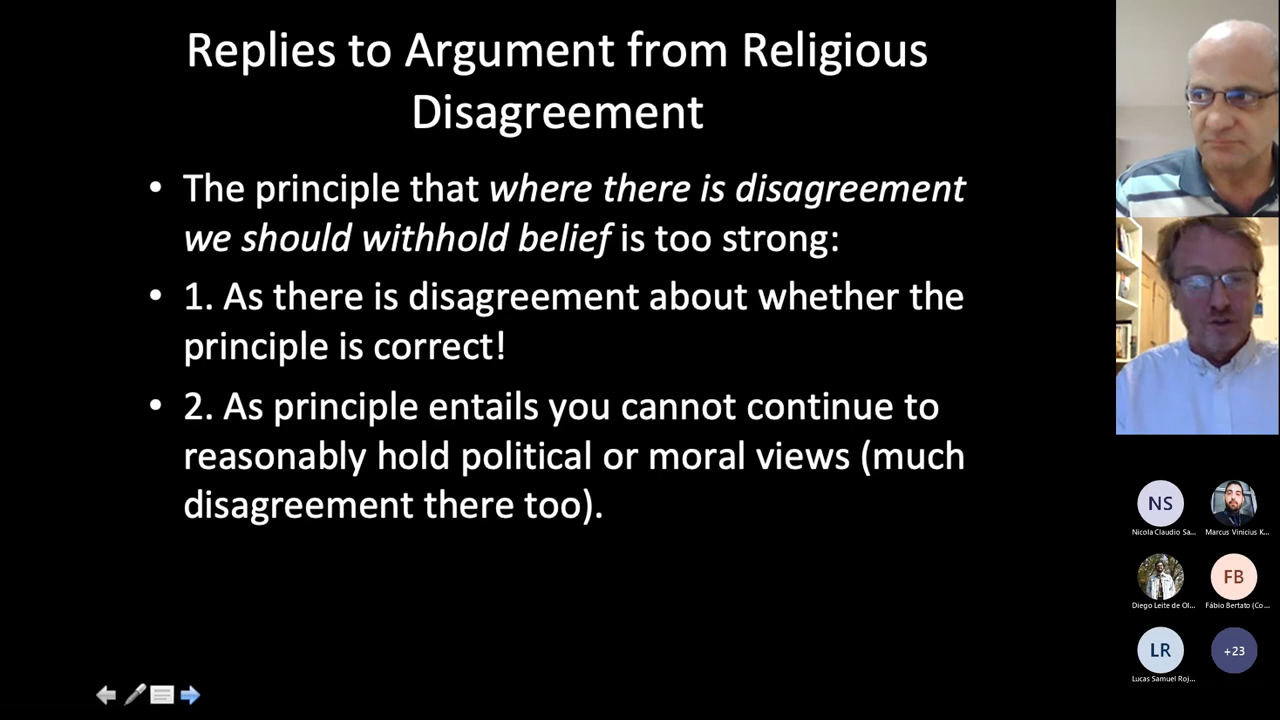 Replies to Argument from Religious
Disagreement
• The principle that where there is disagreement
we should withhold belief is too strong:
• 1. As there is disagreement about whether the
principle is correct!
• 2. As principle entails you cannot continue to
reasonably hold political or moral views (much
disagreement there too).
NS
Nicola Claudio Sa...
Marcus Vinicius K...
FB
Diego Leite de Ol...
Fábio Bertato (Co...
LR
+23
Lucas Samuel Roj...